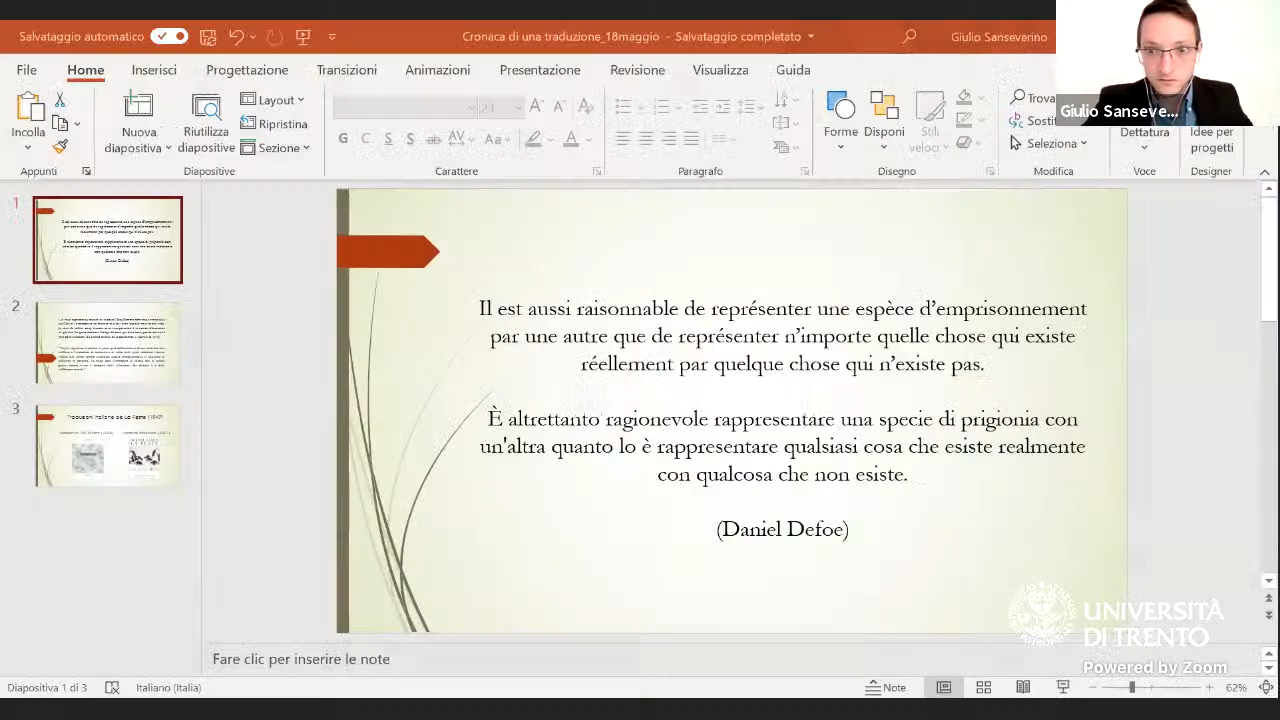 Salvataggio automatico
Cronaca di una traduzione_18maggio - Salvataggio completato
Giulio Sanseverino
File Home Inserisci Progettazione Transizioni Animazioni Presentazione Revisione Visualizza Guida
Incolla
Appunti
Nuova
diapositiva
Riutilizza
diapositive
Layout
Ripristina
Sezione
Diapositive
Carattere
Paragrafo
Forme
Disponi
Stili
veloci
Disegno
Trova
Seleziona
Modifica
Dettatura
Voce
Idee per
progetti
Designer
Giulio Sanseve...
1
2
3
Traduzioni italiane de La Peste (1947)
Il est aussi raisonnable de représenter une espèce d’emprisonnement
par une autre que de représenter n’importe quelle chose qui existe
réellement par quelque chose qui n’existe pas.
È altrettanto ragionevole rappresentare una specie di prigionia con
un'altra quanto lo è rappresentare qualsiasi cosa che esiste realmente
con qualcosa che non esiste.
(Daniel Defoe)
UNIVERSITÀ
DI TRENTO
Powered by Zoom
Fare clic per inserire le note
Diapositiva 1 di 3
Italiano (Italia)
Note
62%